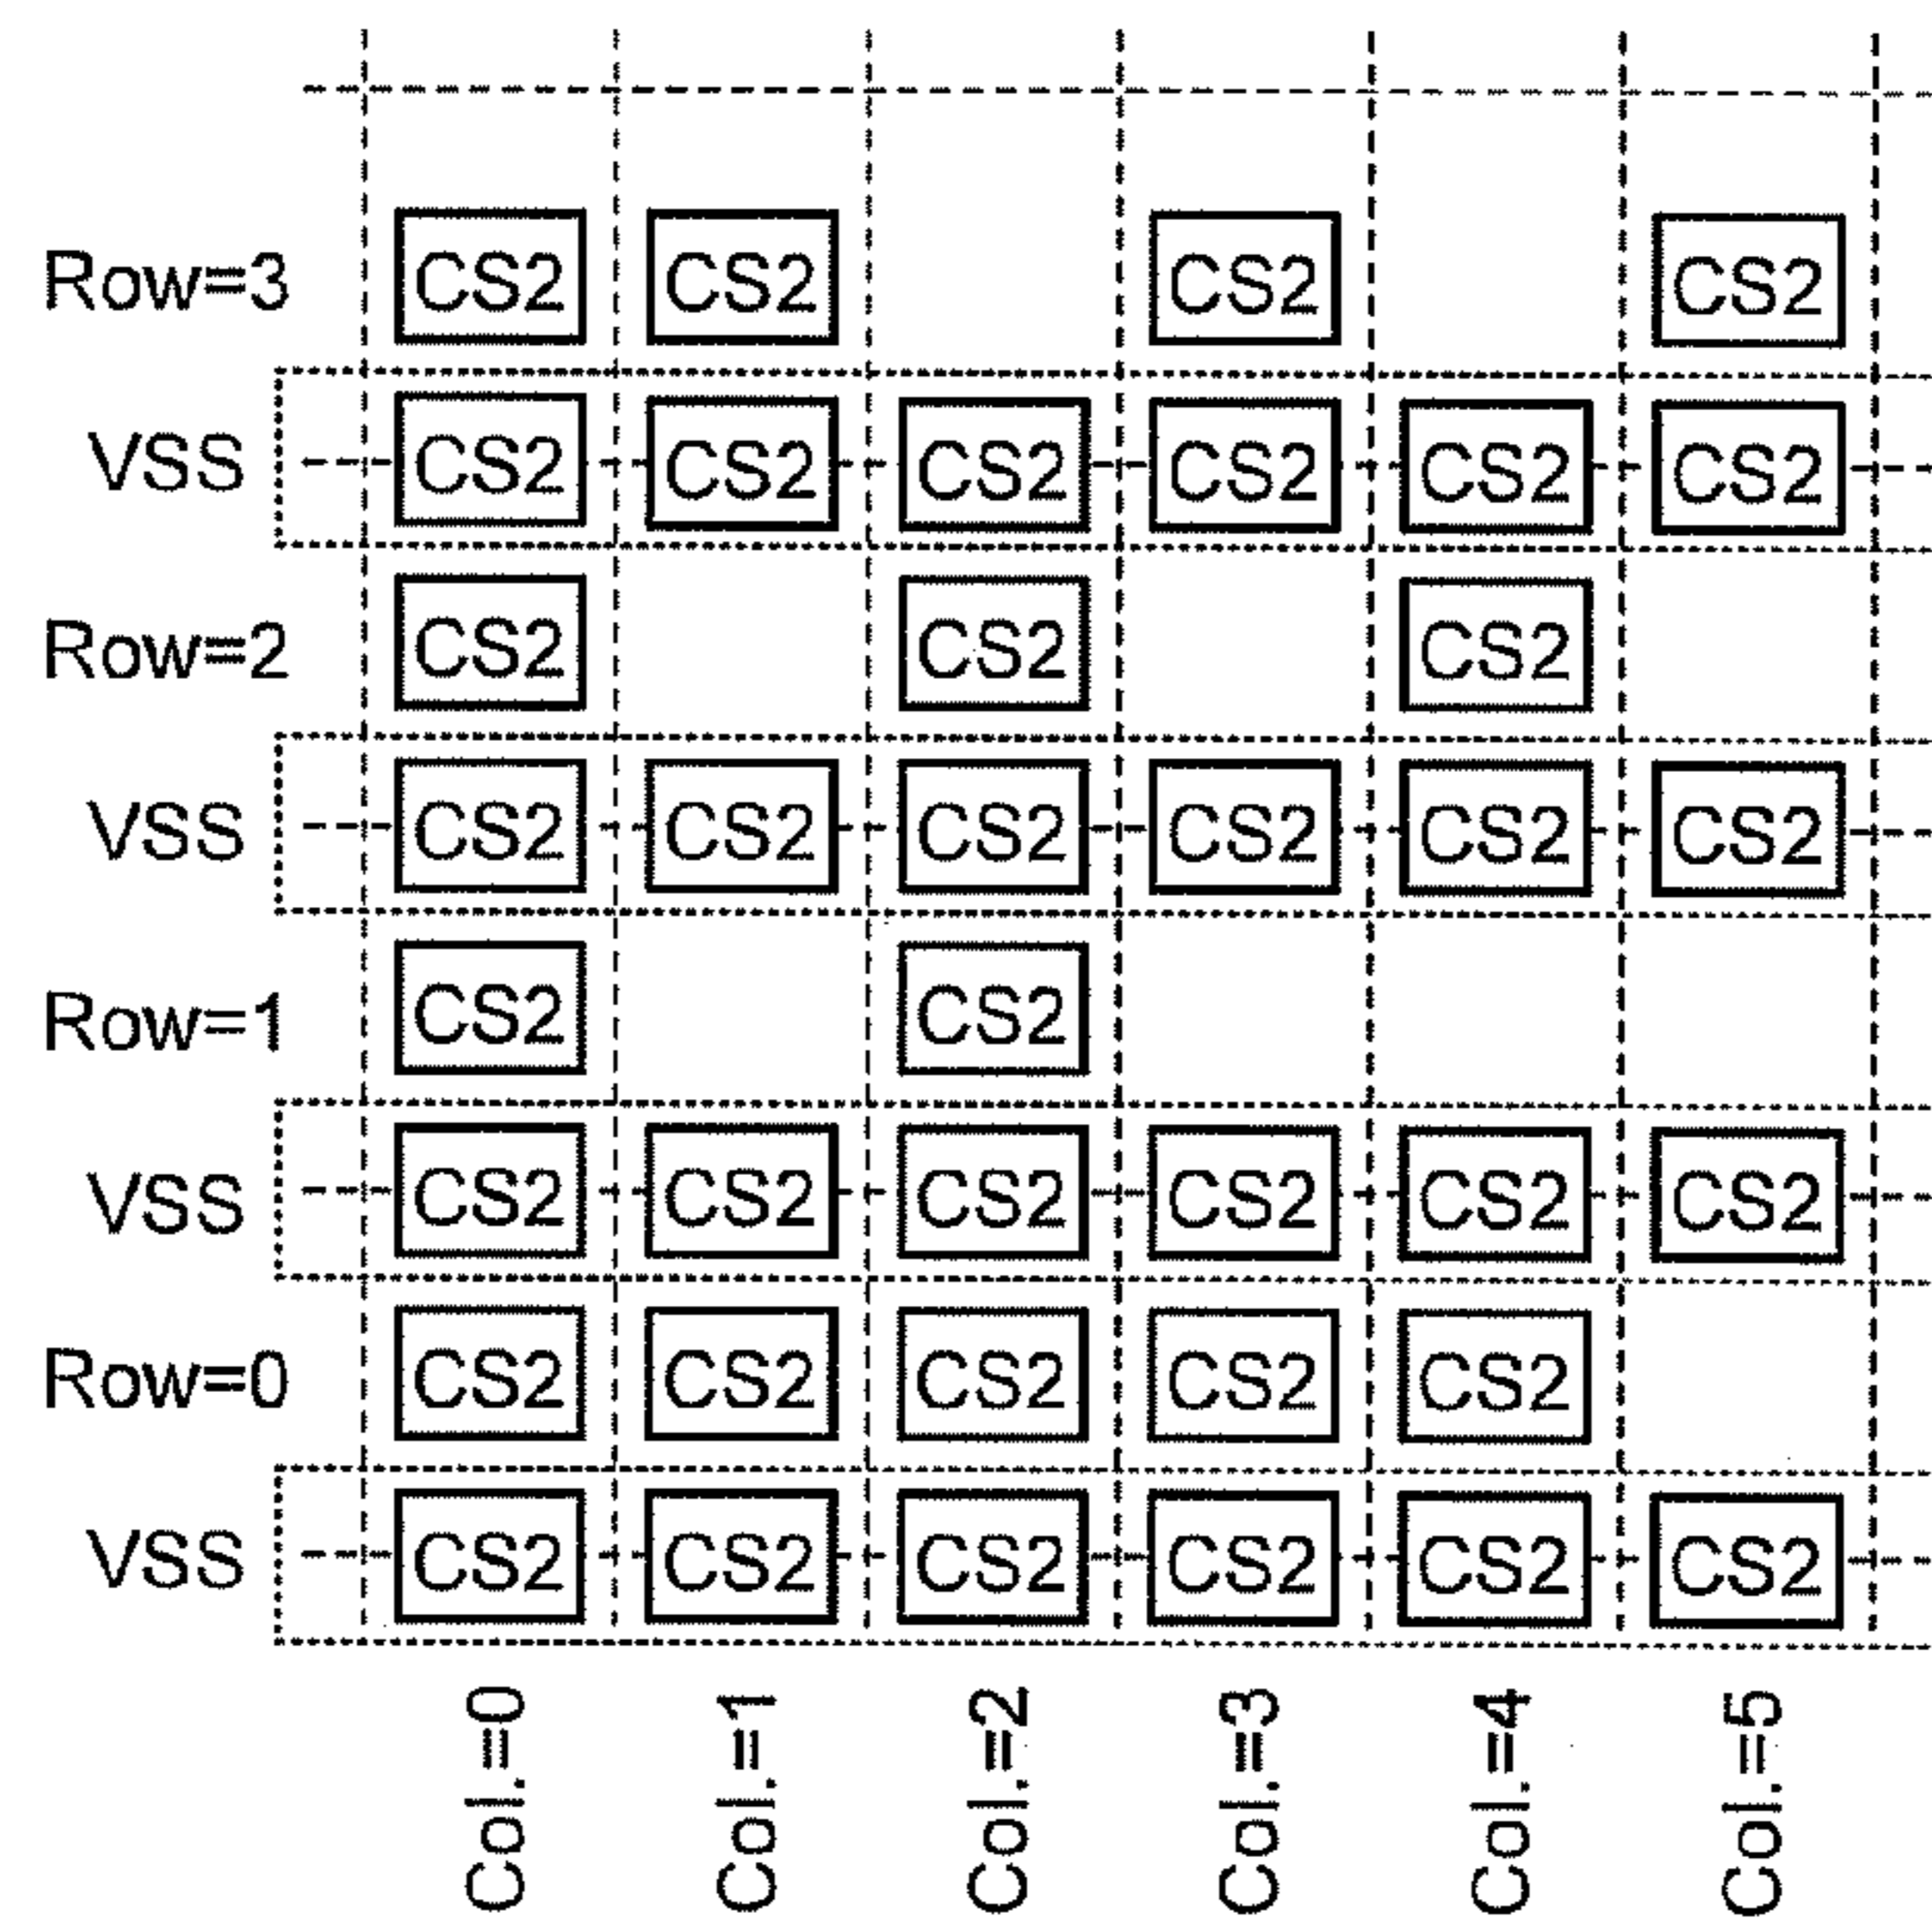 Row=3 CS2 CS2 CS2 CS2
VSS CS2 CS2 CS2 CS2 CS2 CS2
Row=2 CS2 CS2 CS2
VSS CS2 CS2 CS2 CS2 CS2 CS2
Row=1 CS2 CS2
VSS CS2 CS2 CS2 CS2 CS2 CS2
Row=0 CS2 CS2 CS2 CS2 CS2
VSS CS2 CS2 CS2 CS2 CS2 CS2
Col.=0 Col.=1 Col.=2 Col.=3 Col.=4 Col.=5